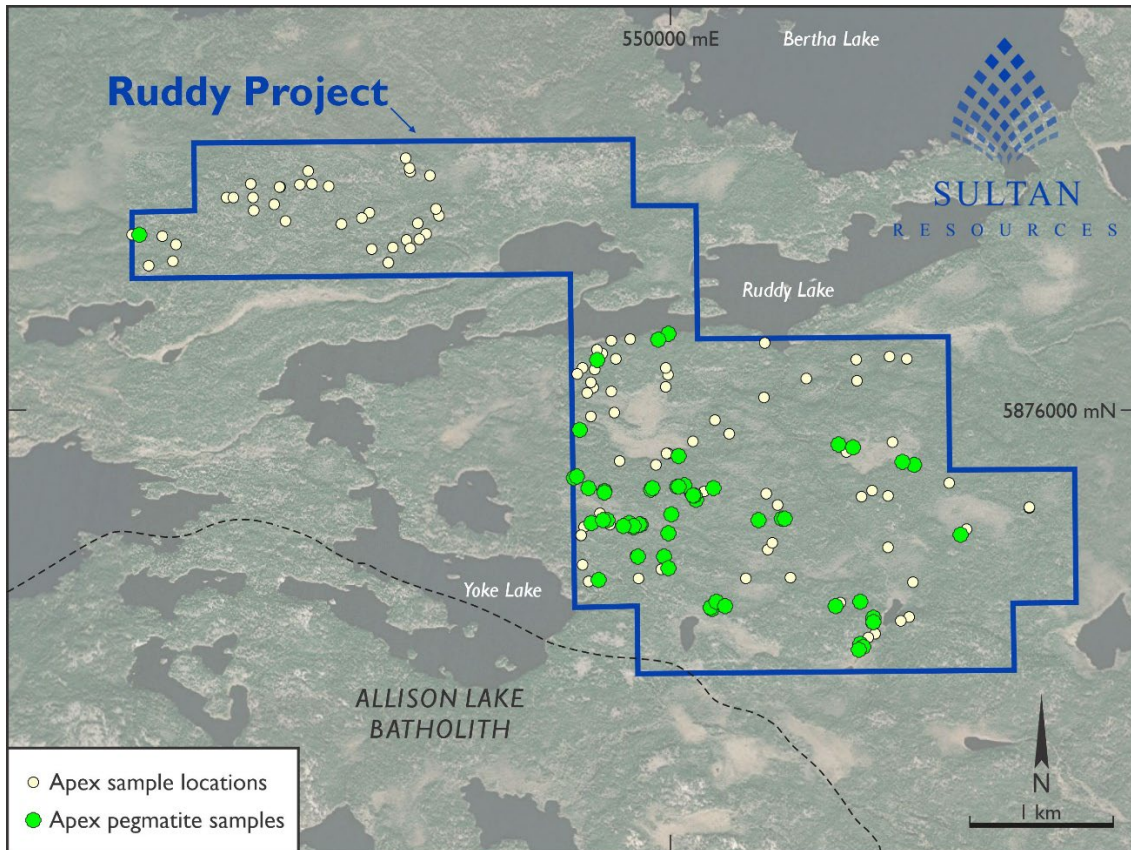 550000 mE
Bertha Lake
Ruddy Project
SULTAN
RESOURCES
Ruddy Lake
5876000 mN
Yoke Lake
ALLISON LAKE
BATHOLITH
Apex sample locations
Apex pegmatite samples
N
1 km